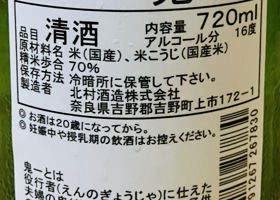 品目 清酒 内容量 720ml
原材料名 米(国産)、米こうじ(国産米) アルコール分 16度
精米歩合 70%
保存方法 冷暗所に保管して下さい。
製造者 北村酒造株式会社
奈良県吉野郡吉野町上市172-1
◎お酒は20歳になってから。
◎妊娠中や授乳期の飲酒はお控えください。
鬼一とは
役行者(えんのぎょうじゃ)に仕えた